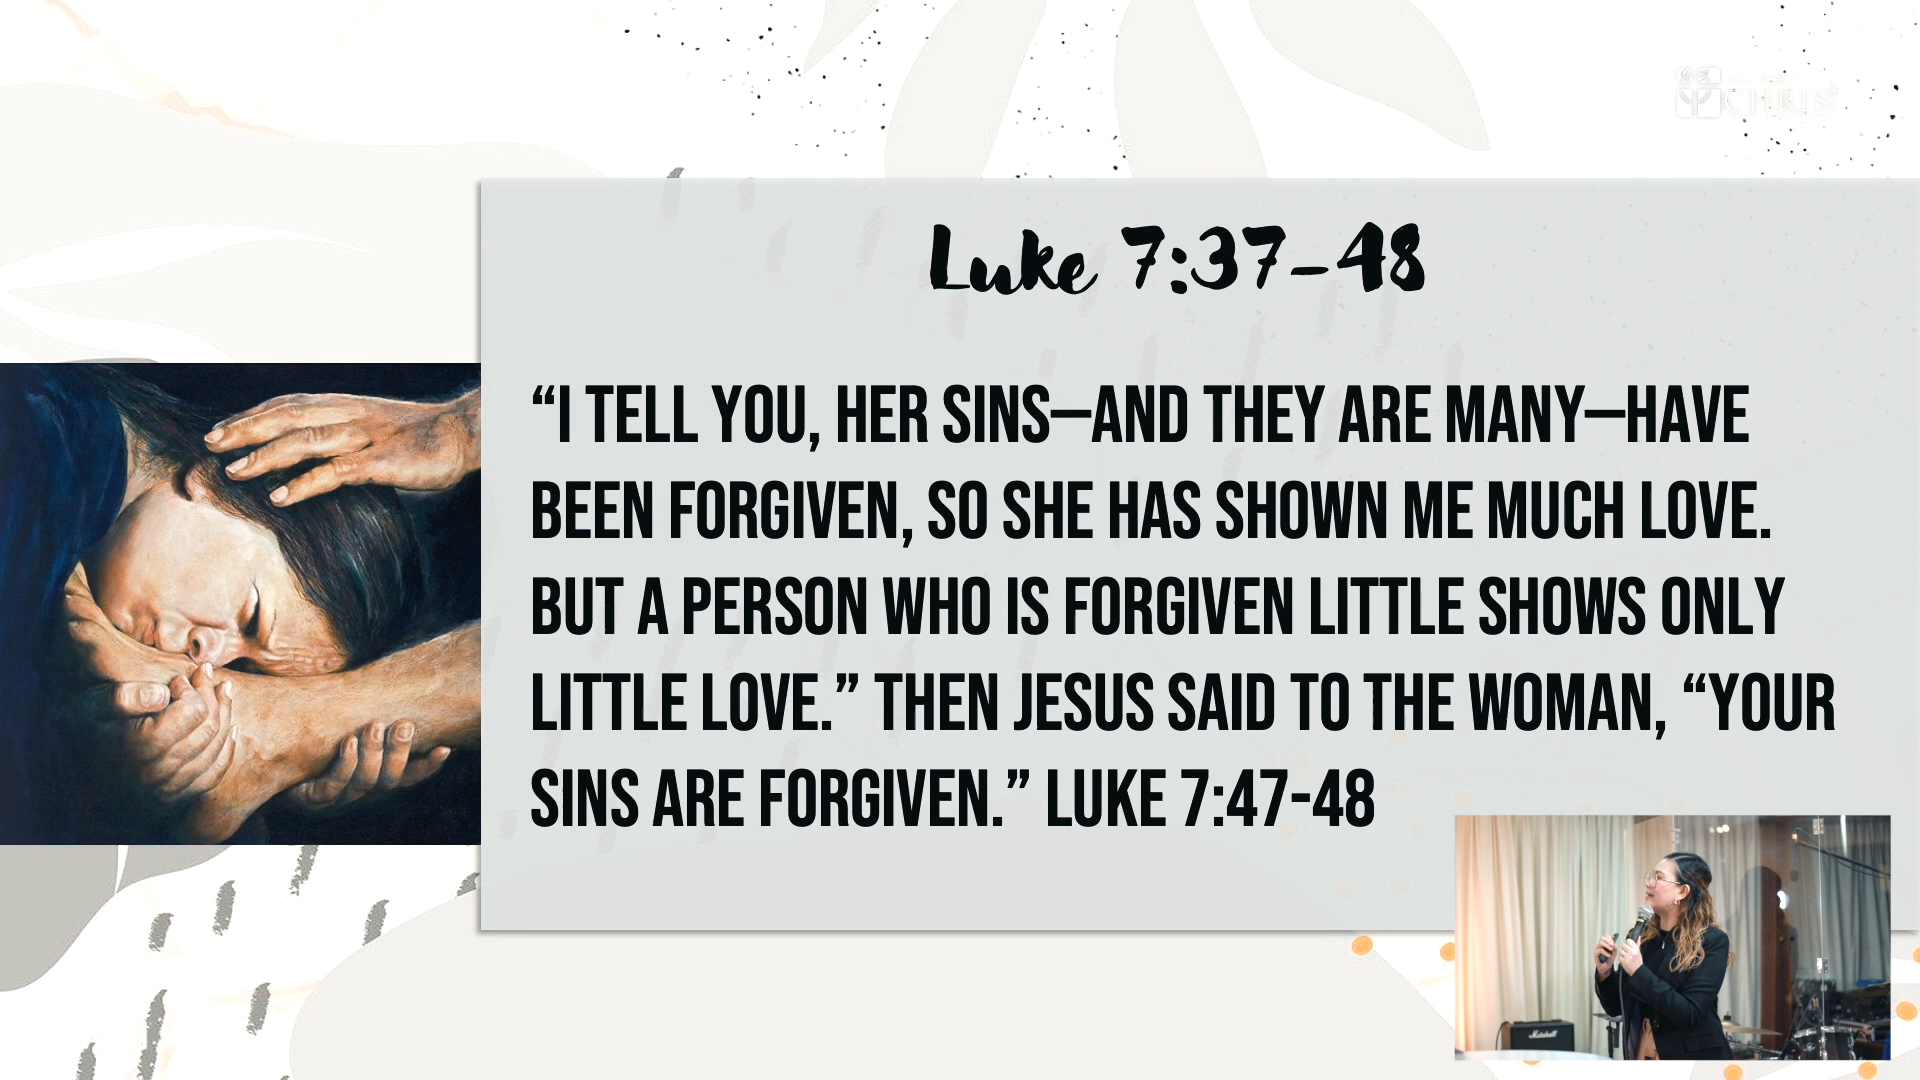 CHRIST
Luke 7:37-48
“I TELL YOU, HER SINS—AND THEY ARE MANY—HAVE
BEEN FORGIVEN, SO SHE HAS SHOWN ME MUCH LOVE.
BUT A PERSON WHO IS FORGIVEN LITTLE SHOWS ONLY
LITTLE LOVE.” THEN JESUS SAID TO THE WOMAN, “YOUR
SINS ARE FORGIVEN.” LUKE 7:47-48
Marshall